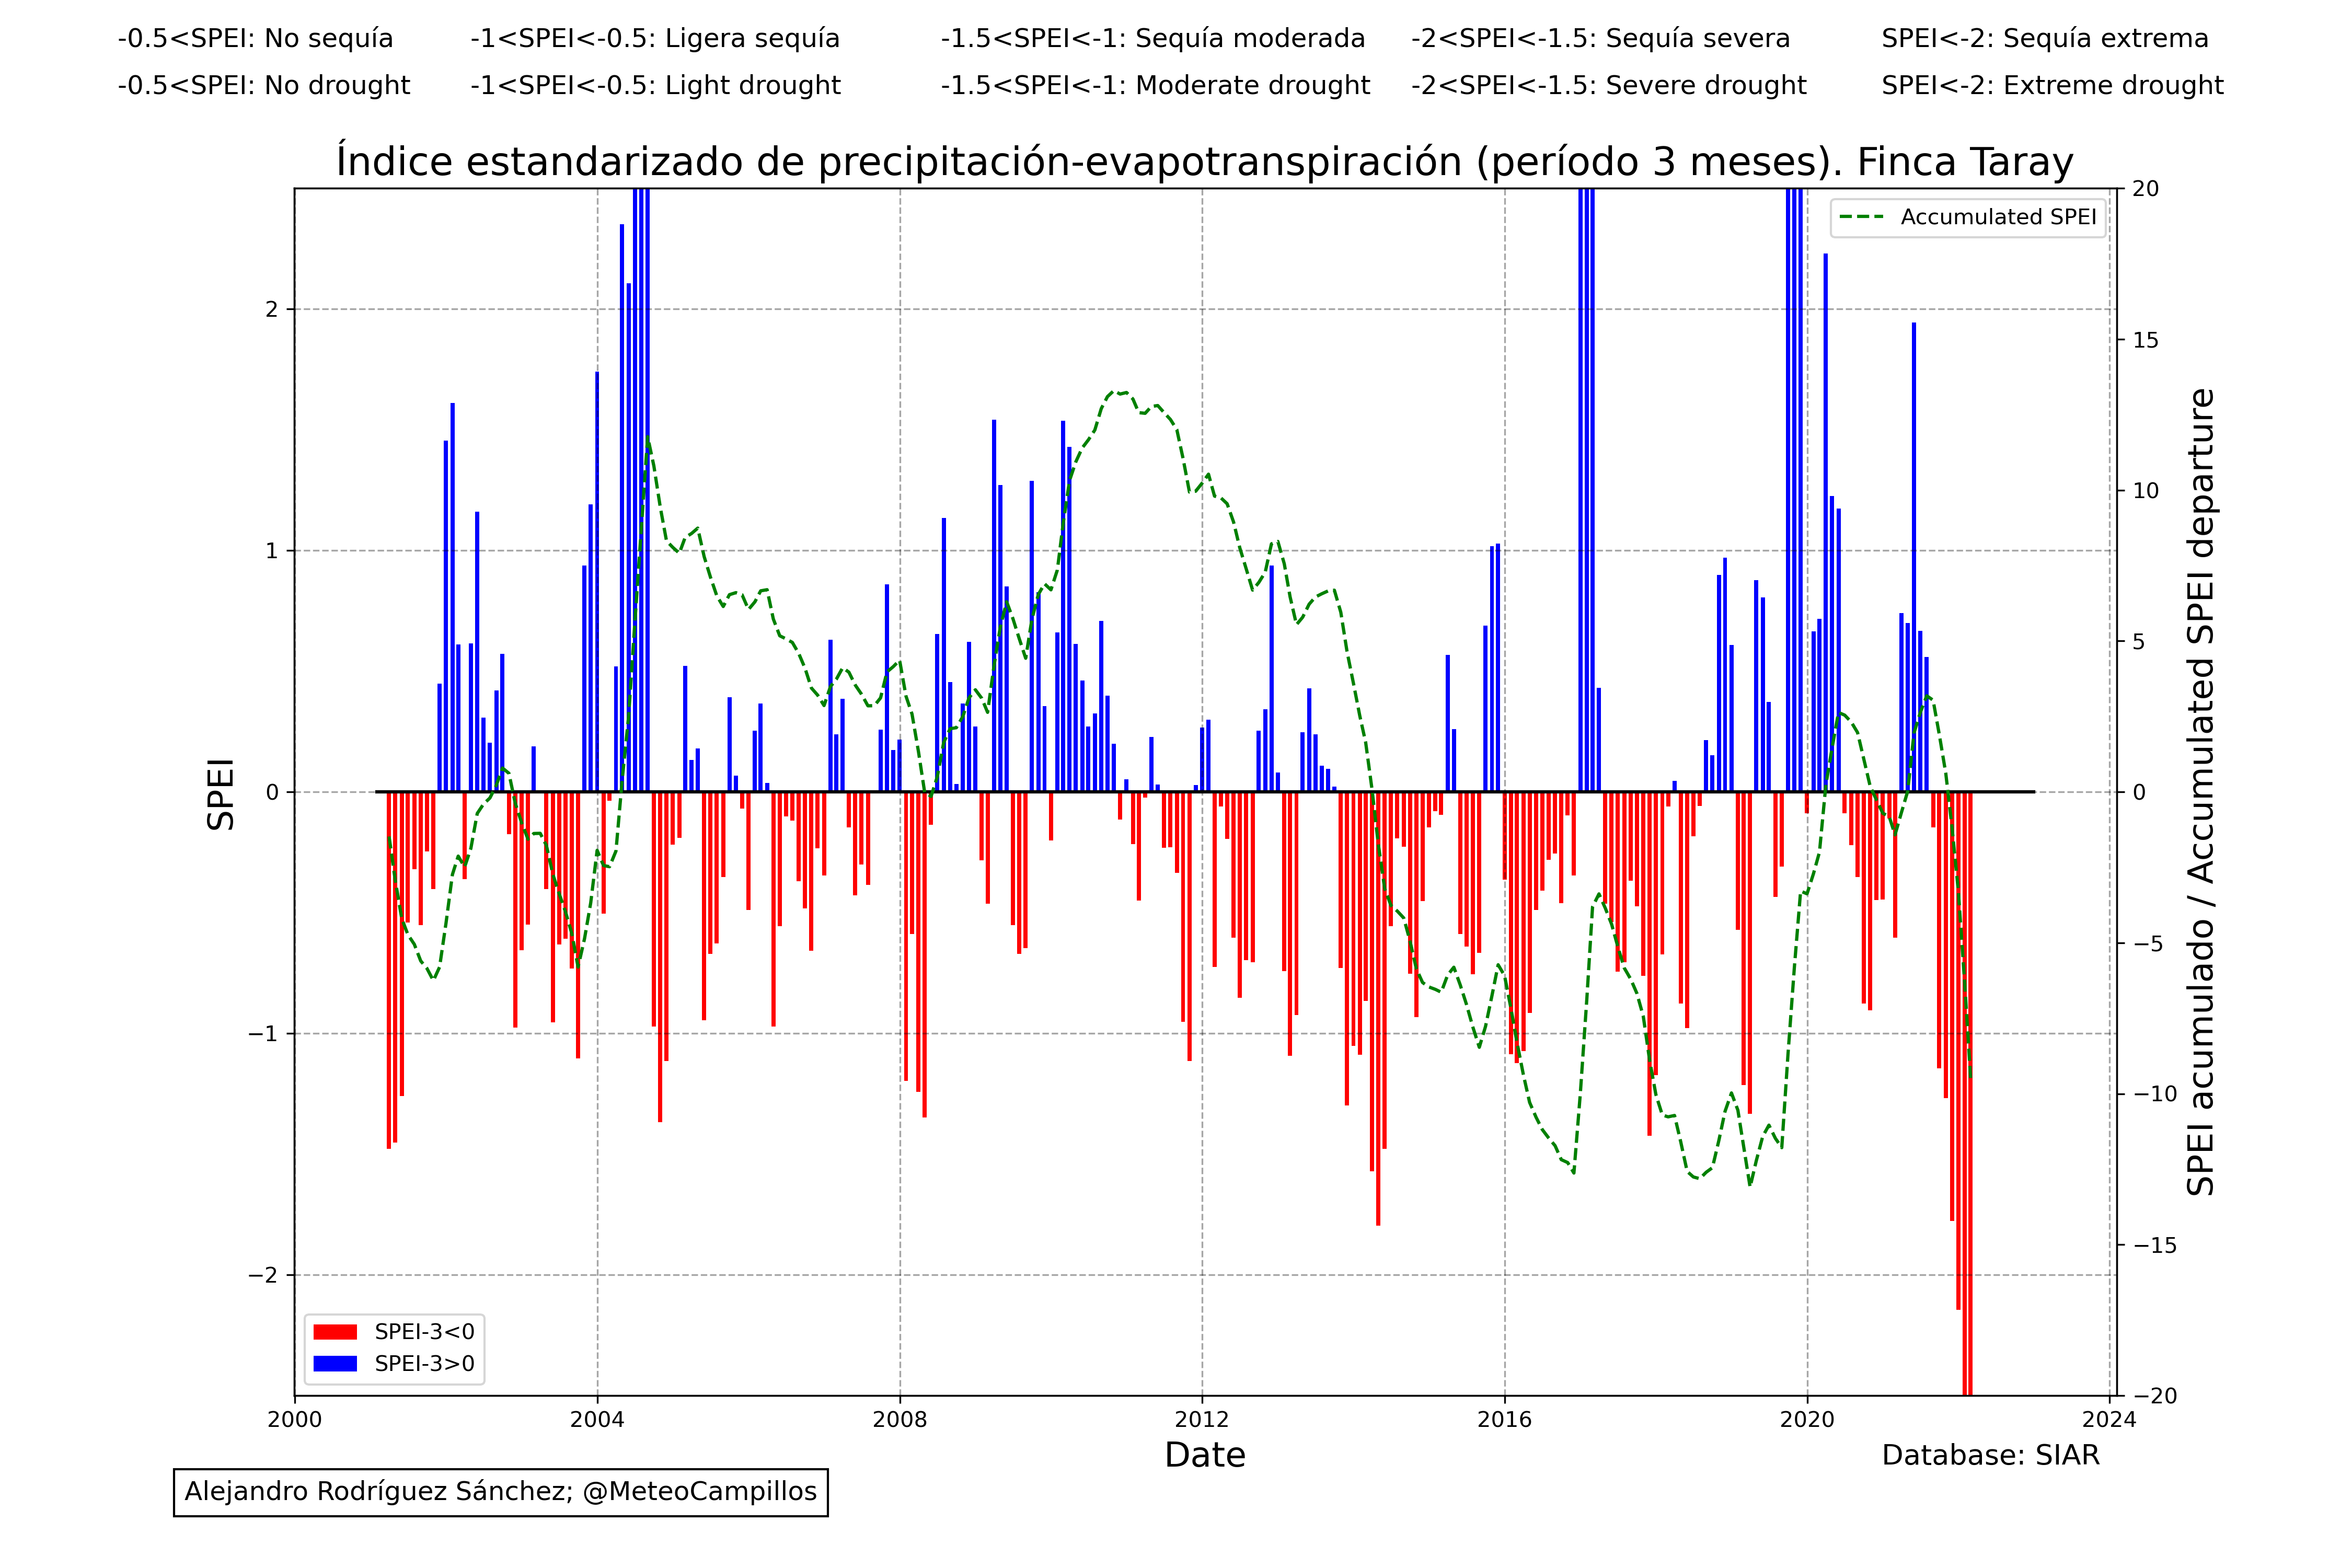 -0.5<SPEI: No sequía -1<SPEI<-0.5: Ligera sequía -1.5<SPEI<-1: Sequía moderada -2<SPEI<-1.5: Sequía severa SPEI<-2: Sequía extrema
-0.5<SPEI: No drought -1<SPEI<-0.5: Light drought -1.5<SPEI<-1: Moderate drought -2<SPEI<-1.5: Severe drought SPEI<-2: Extreme drought
Índice estandarizado de precipitación-evapotranspiración (período 3 meses). Finca Taray
Accumulated SPEI
SPEI
2
1
0
−1
−2
20
15
10
5
0
−5
−10
−15
−20
SPEI acumulado / Accumulated SPEI departure
SPEI-3<0
SPEI-3>0
2000 2004 2008 2012 2016 2020 2024
Date
Database: SIAR
Alejandro Rodríguez Sánchez; @MeteoCampillos